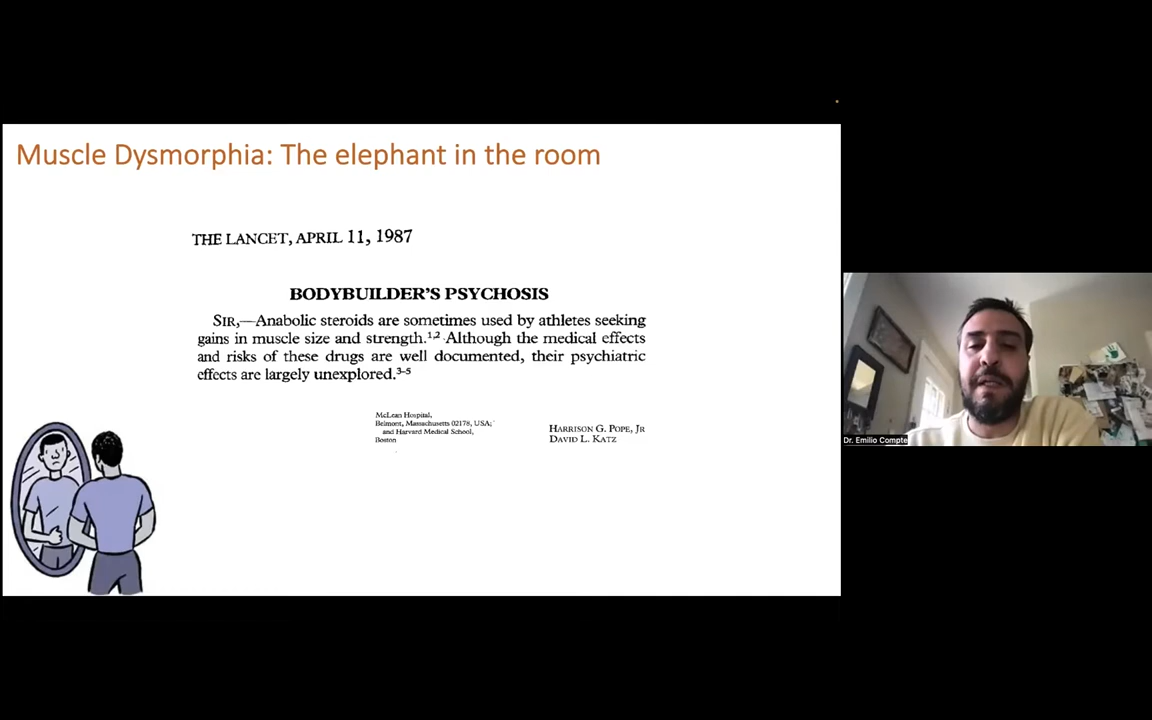 Muscle Dysmorphia: The elephant in the room
THE LANCET, APRIL 11, 1987
BODYBUILDER'S PSYCHOSIS
SIR,—Anabolic steroids are sometimes used by athletes seeking
gains in muscle size and strength.1,2 Although the medical effects
and risks of these drugs are well documented, their psychiatric
effects are largely unexplored.3–5
McLean Hospital,
Belmont, Massachusetts 02178, USA;
and Harvard Medical School,
Boston
HARRISON G. POPE, JR
DAVID L. KATZ
Dr. Emilio Compte